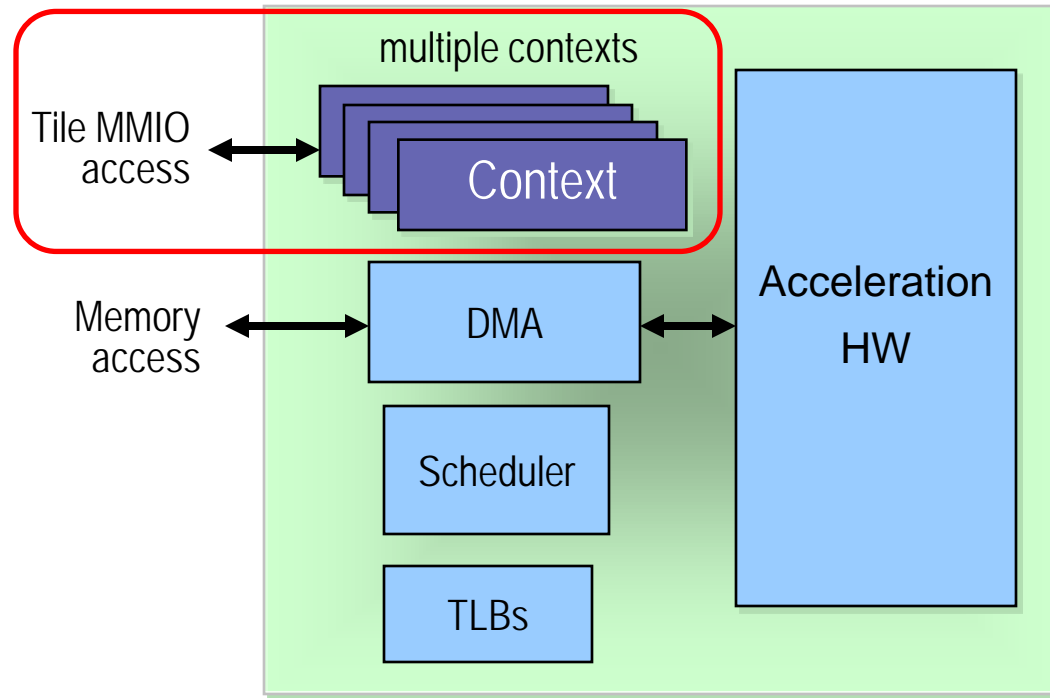 multiple contexts
Tile MMIO
access
Context
Memory
access
DMA
Acceleration
HW
Scheduler
TLBs